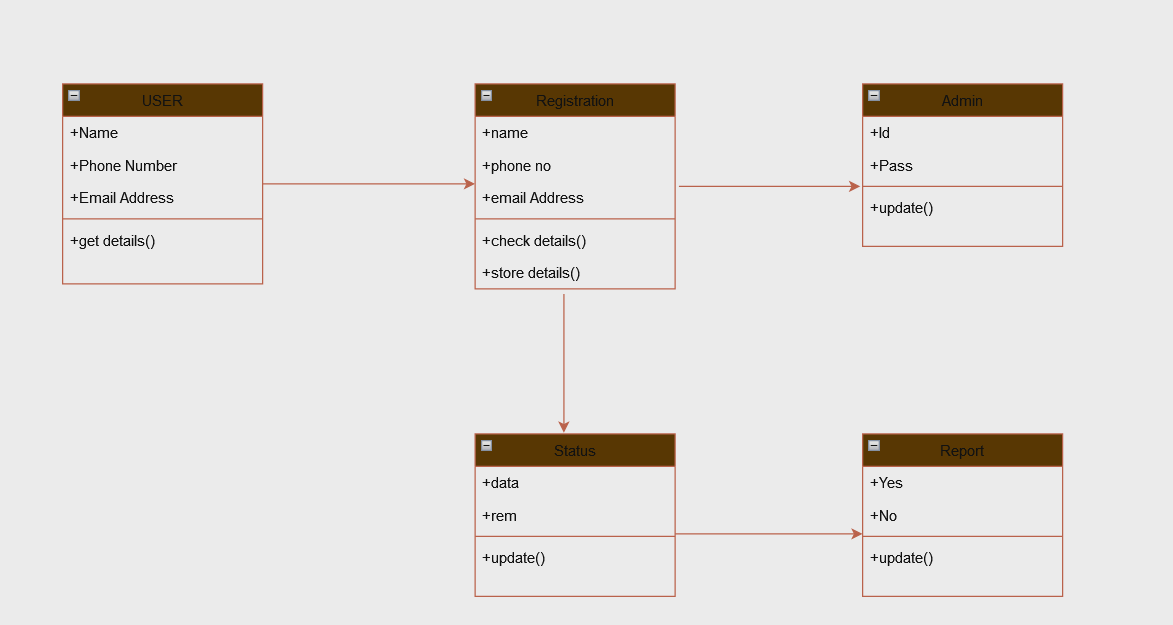 USER
+Name
+Phone Number
+Email Address
+get details()
Registration
+name
+phone no
+email Address
+check details()
+store details()
Admin
+Id
+Pass
+update()
Status
+data
+rem
+update()
Report
+Yes
+No
+update()